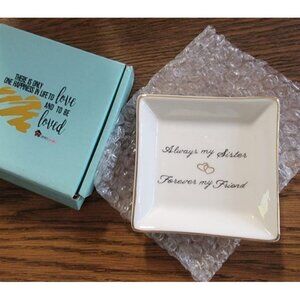 THERE IS ONLY
ONE HAPPINESS IN LIFE TO love
AND TO BE
loved
Always my Sister
Forever my Friend